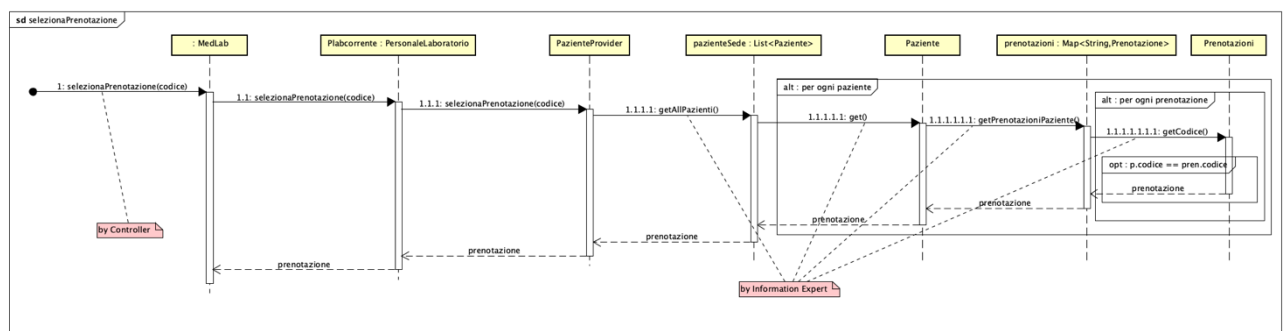 sd selezionaPrenotazione
: MedLab
Plabcorrente : PersonaleLaboratorio
PazienteProvider
pazienteSede : List<Paziente>
Paziente
prenotazioni : Map<String,Prenotazione>
Prenotazioni
1: selezionaPrenotazione(codice)
1.1: selezionaPrenotazione(codice)
1.1.1: selezionaPrenotazione(codice)
1.1.1.1: getAllPazienti()
alt : per ogni paziente
1.1.1.1.1: get()
1.1.1.1.1.1: getPrenotazioniPaziente()
alt : per ogni prenotazione
1.1.1.1.1.1.1: getCodice()
opt : p.codice == pren.codice
prenotazione
prenotazione
prenotazione
prenotazione
prenotazione
prenotazione
by Controller
by Information Expert